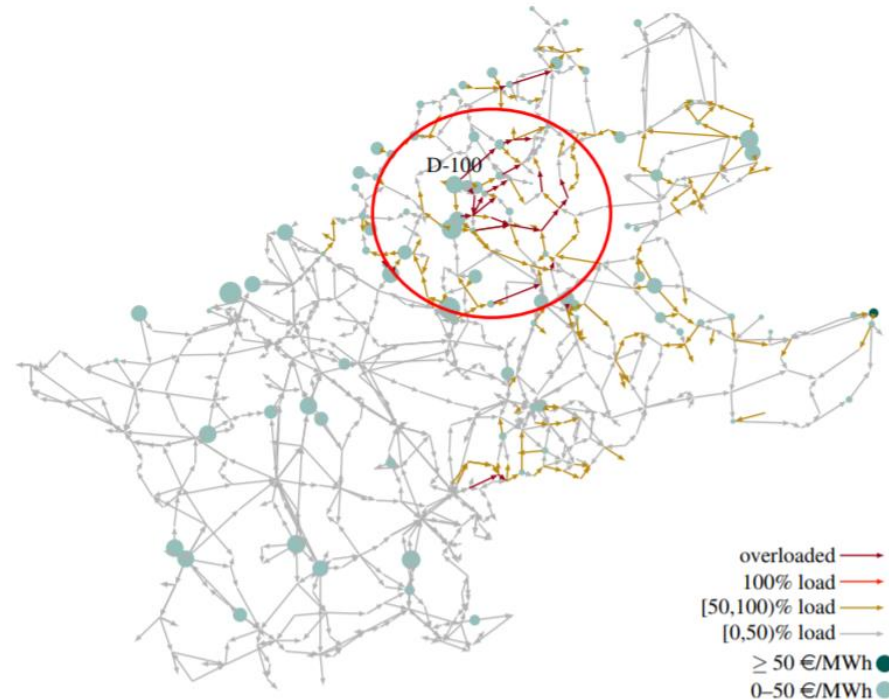 D-100
overloaded
100% load
[50,100)% load
[0,50)% load
≥ 50 €/MWh
0–50 €/MWh